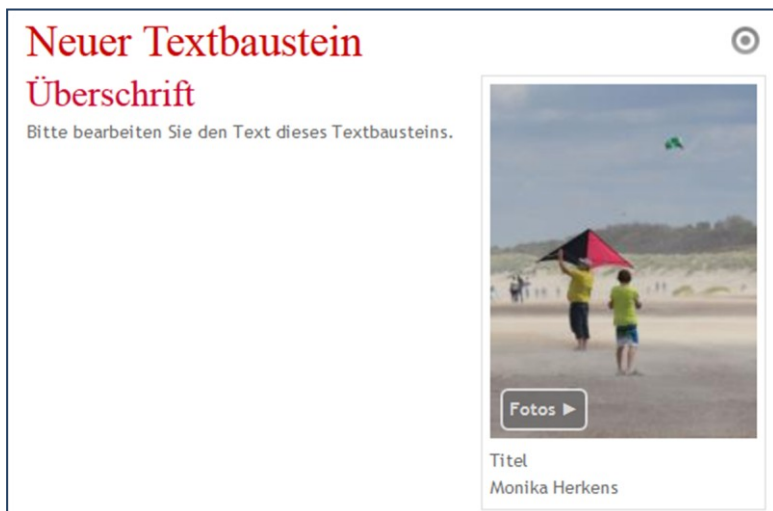 Neuer Textbaustein
Überschrift
Bitte bearbeiten Sie den Text dieses Textbausteins.
Fotos ►
Titel
Monika Herkens